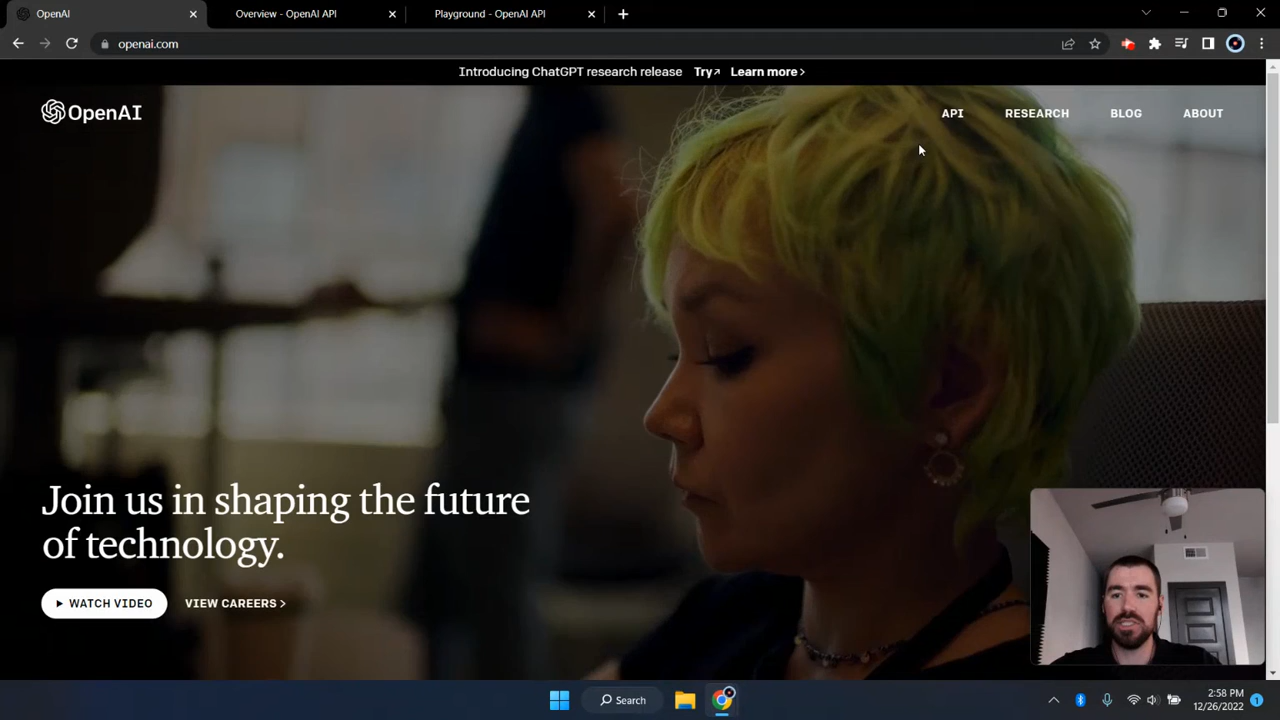 OpenAI
Overview - OpenAI API
Playground - OpenAI API
openai.com
Introducing ChatGPT research release Try↗ Learn more >
OpenAI
API RESEARCH BLOG ABOUT
Join us in shaping the future
of technology.
WATCH VIDEO VIEW CAREERS >
Search
2:58 PM
12/26/2022
1